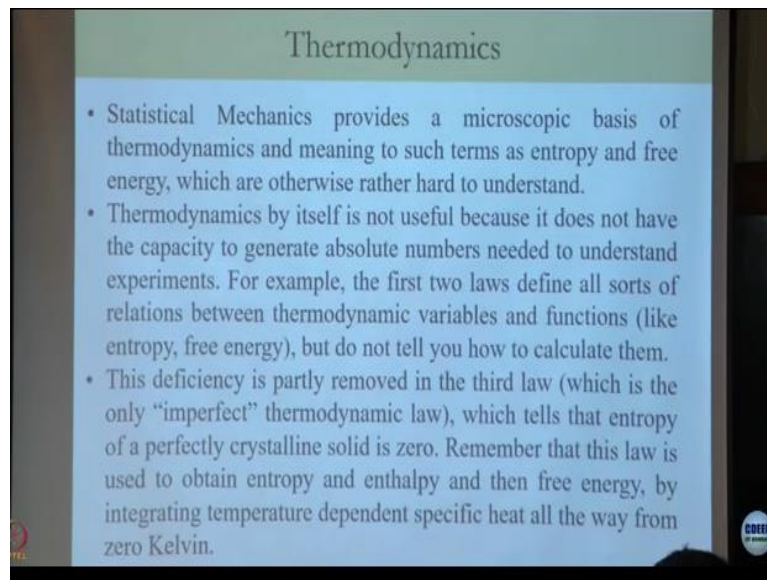 Thermodynamics
• Statistical Mechanics provides a microscopic basis of
thermodynamics and meaning to such terms as entropy and free
energy, which are otherwise rather hard to understand.
• Thermodynamics by itself is not useful because it does not have
the capacity to generate absolute numbers needed to understand
experiments. For example, the first two laws define all sorts of
relations between thermodynamic variables and functions (like
entropy, free energy), but do not tell you how to calculate them.
• This deficiency is partly removed in the third law (which is the
only “imperfect” thermodynamic law), which tells that entropy
of a perfectly crystalline solid is zero. Remember that this law is
used to obtain entropy and enthalpy and then free energy, by
integrating temperature dependent specific heat all the way from
zero Kelvin.